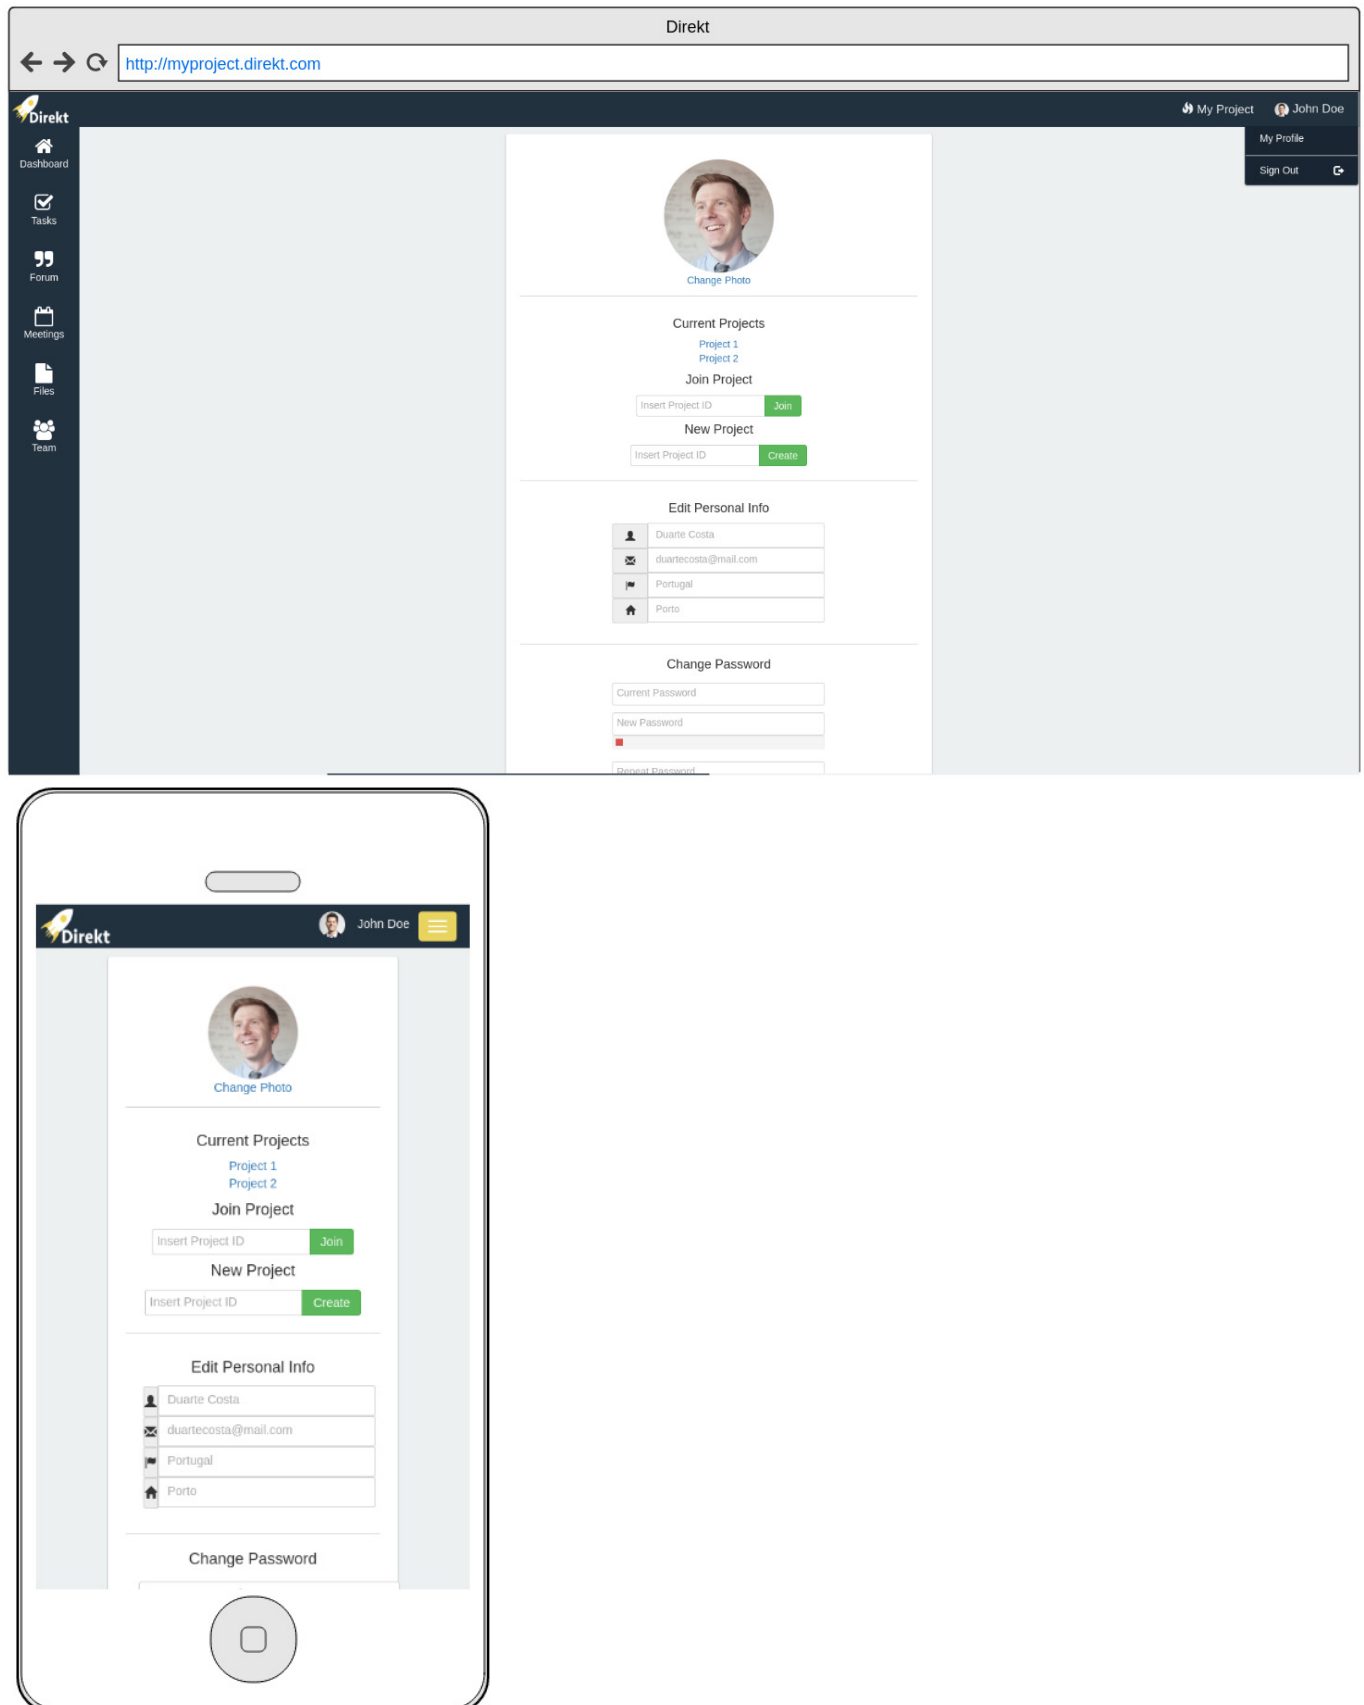 Direkt
http://myproject.direkt.com
Direkt
My Project
John Doe
My Profile
Sign Out
Dashboard
Tasks
Forum
Meetings
Files
Team
Change Photo
Current Projects
Project 1
Project 2
Join Project
Insert Project ID Join
New Project
Insert Project ID Create
Edit Personal Info
Duarte Costa
duartecosta@mail.com
Portugal
Porto
Change Password
Current Password
New Password
Repeat Password
Direkt
John Doe
Change Photo
Current Projects
Project 1
Project 2
Join Project
Insert Project ID Join
New Project
Insert Project ID Create
Edit Personal Info
Duarte Costa
duartecosta@mail.com
Portugal
Porto
Change Password